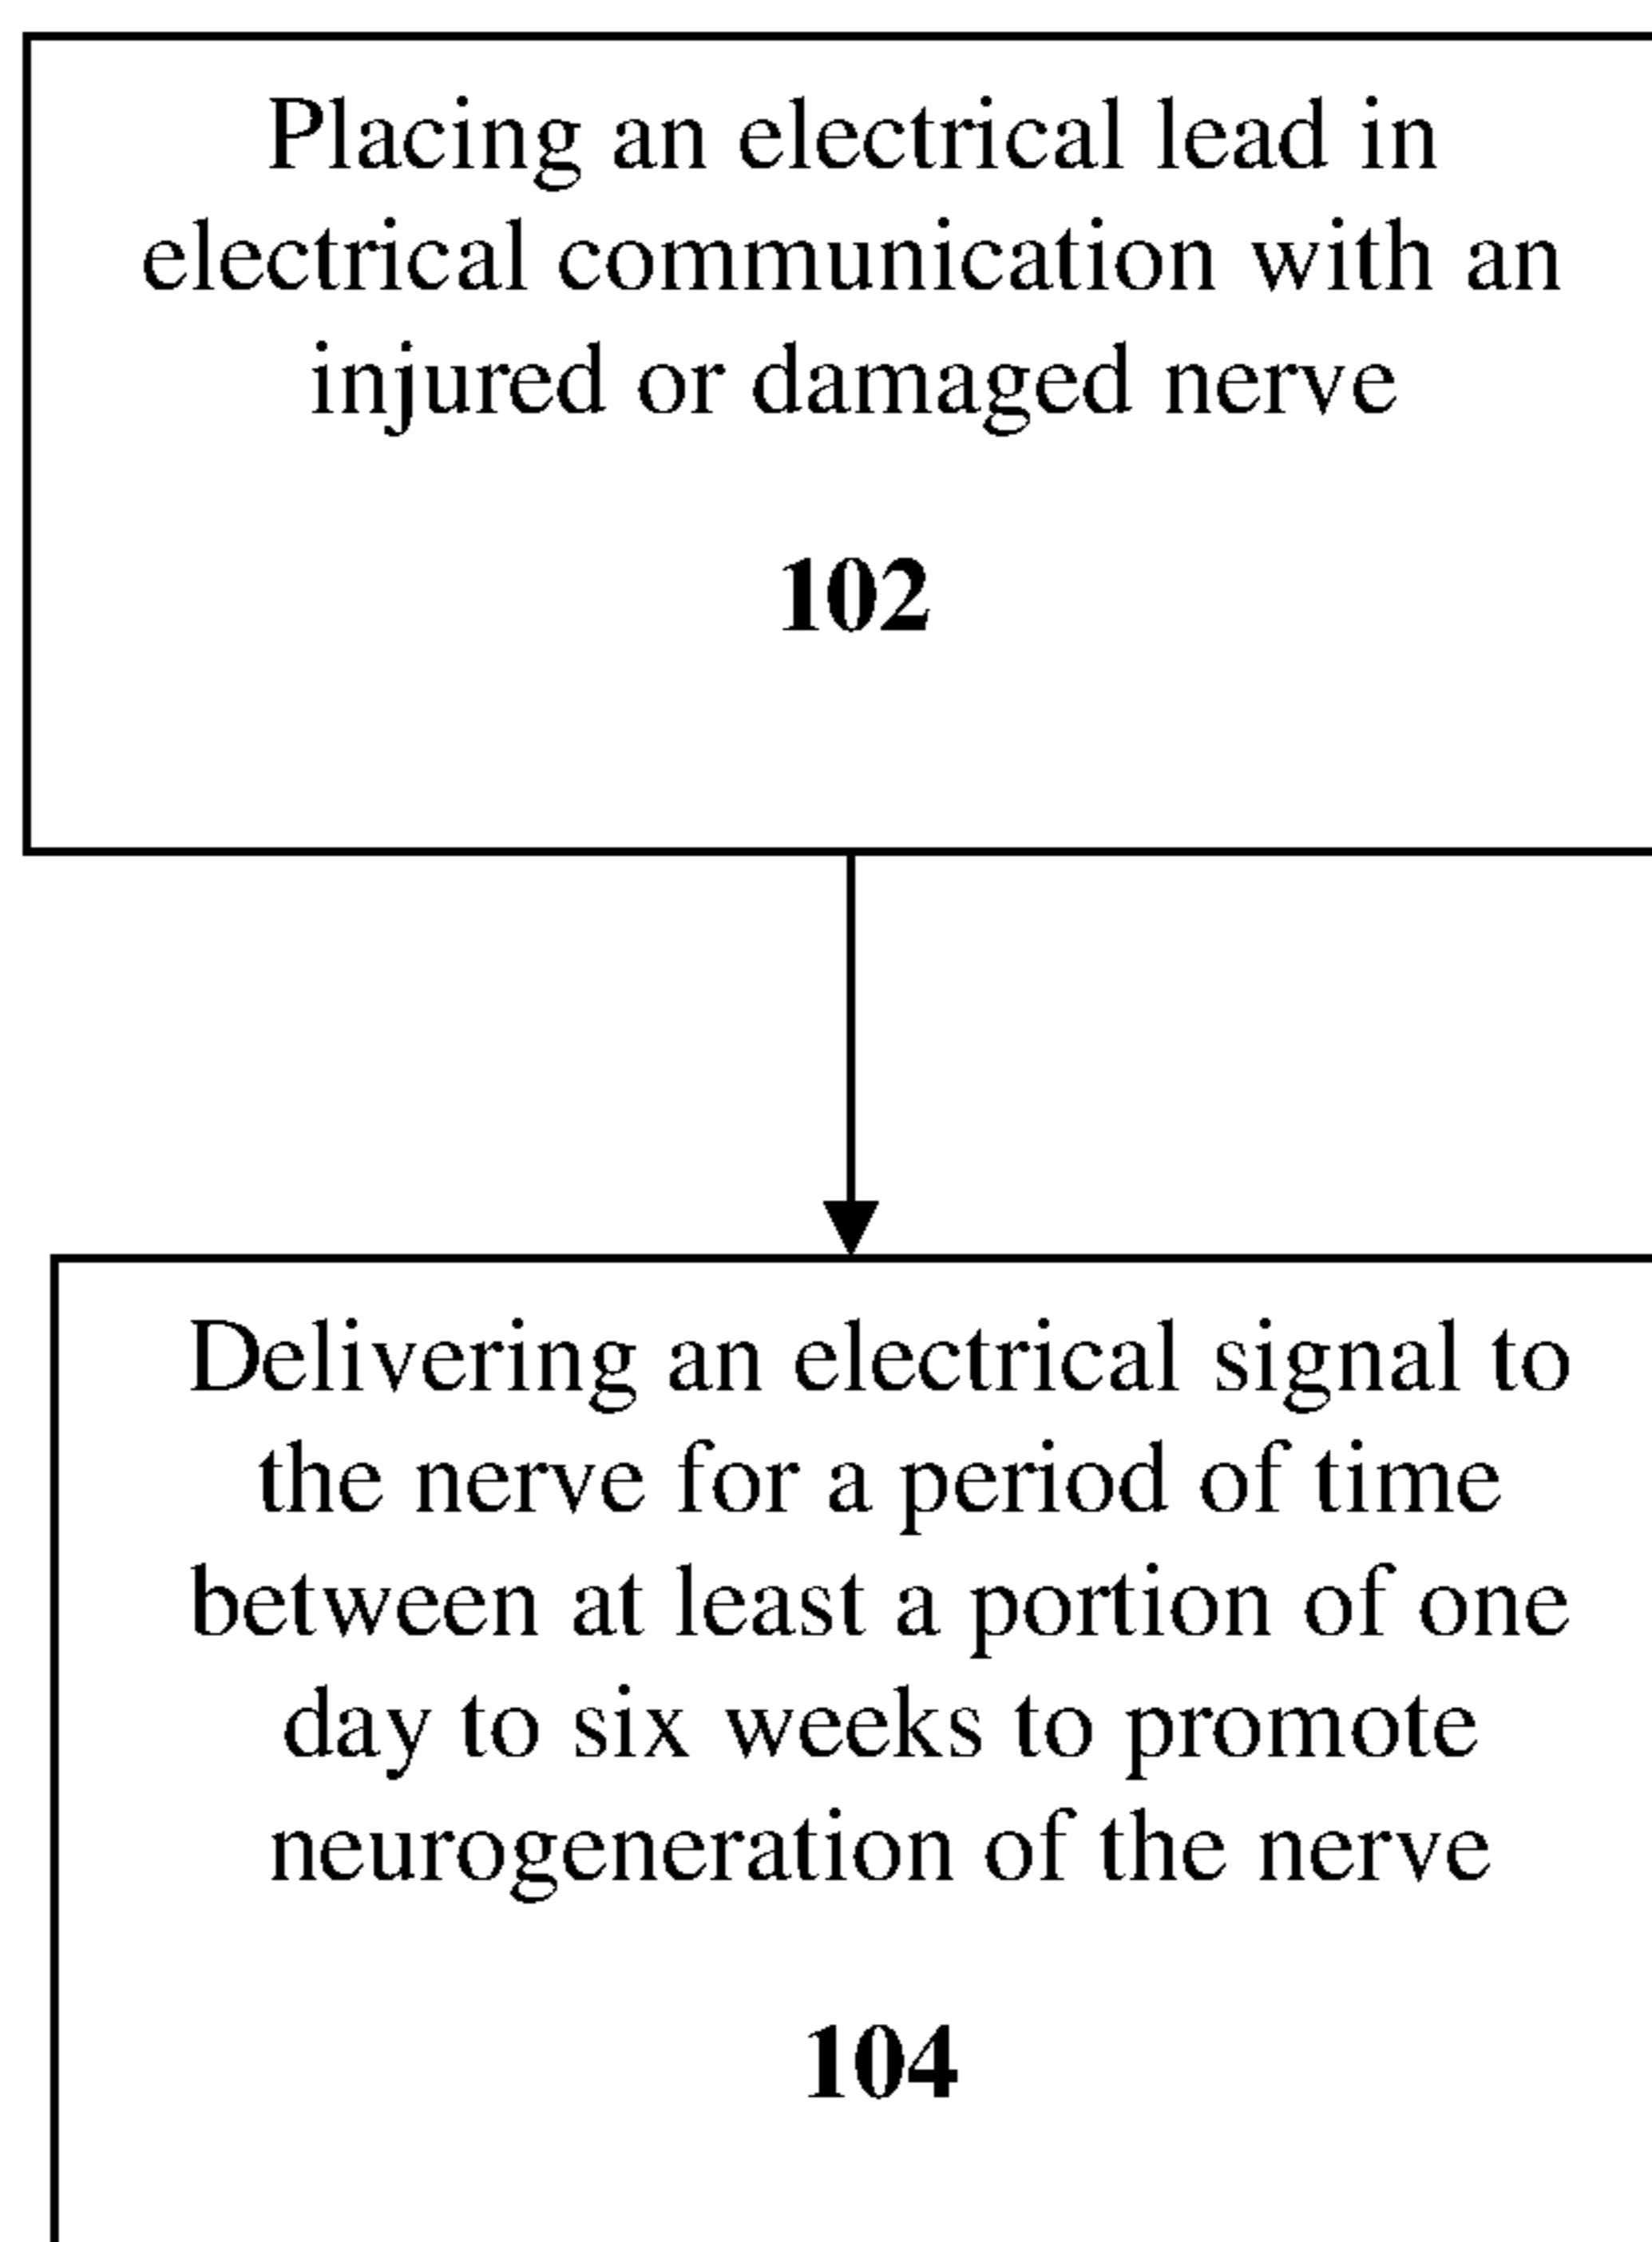 Placing an electrical lead in
electrical communication with an
injured or damaged nerve
102
Delivering an electrical signal to
the nerve for a period of time
between at least a portion of one
day to six weeks to promote
neurogeneration of the nerve
104